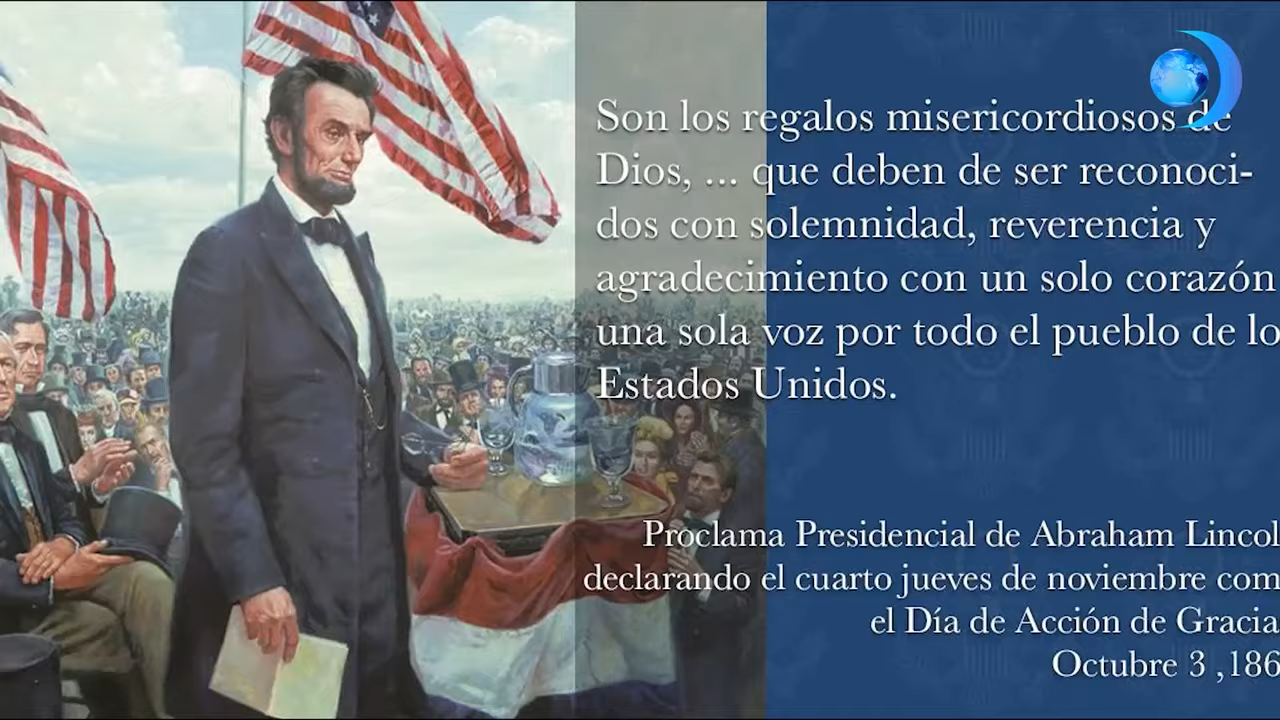 Son los regalos misericordiosos de
Dios, ... que deben de ser reconoci-
dos con solemnidad, reverencia y
agradecimiento con un solo corazón
una sola voz por todo el pueblo de lo
Estados Unidos.
Proclama Presidencial de Abraham Lincol
declarando el cuarto jueves de noviembre com
el Día de Acción de Gracia
Octubre 3 ,186